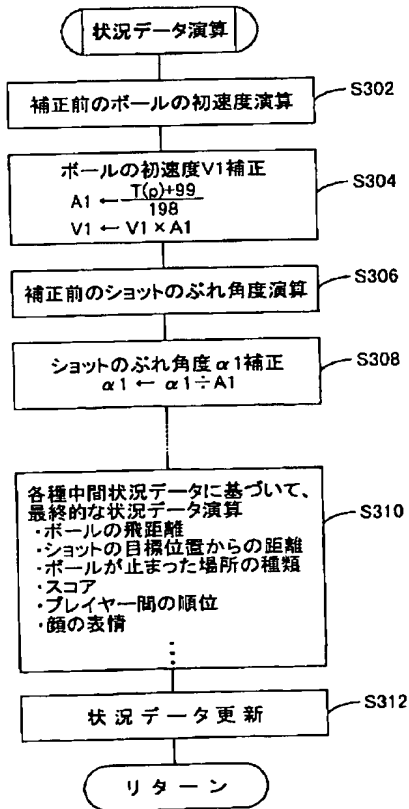 状況データ演算
補正前のボールの初速度演算
S302
ボールの初速度V1補正
A1 ← T(p)+99
198
V1 ← V1 × A1
S304
補正前のショットのぶれ角度演算
S306
ショットのぶれ角度α1補正
α1 ← α1÷A1
S308
各種中間状況データに基づいて、
最終的な状況データ演算
・ボールの飛距離
・ショットの目標位置からの距離
・ボールが止まった場所の種類
・スコア
・プレイヤー間の順位
・顔の表情
S310
状況データ更新
S312
リターン